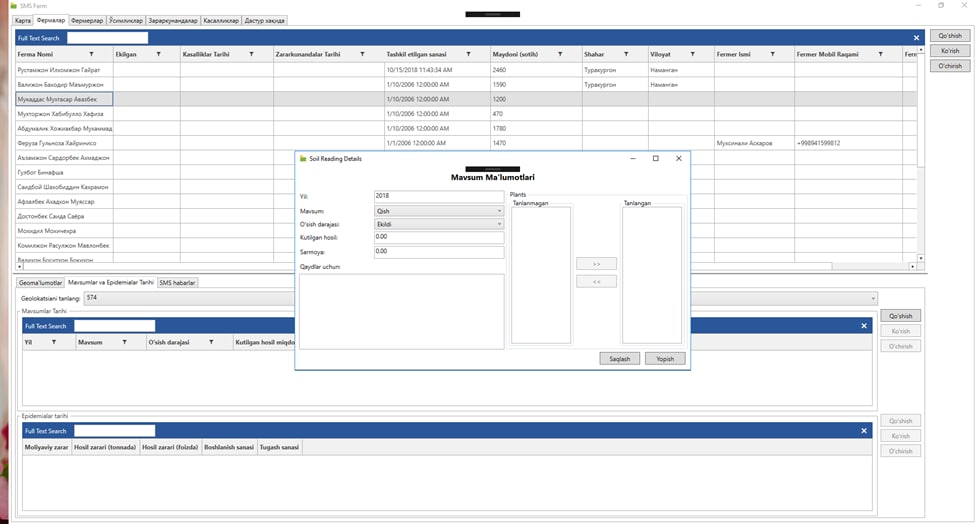 SMS Farm
Карта Фермалар Фермерлар Ўсимликлар Зараркунандалар Касалликлар Дастур хақида
Full Text Search
Qo'shish
Ko'rish
O'chirish
Ferma Nomi Ekilgan Kasalliklar Tarihi Zararkunandalar Tarihi Tashkil etilgan sanasi Maydoni (sotih) Shahar Viloyat Fermer Ismi Fermer Mobil Raqami Ferr
Рустамжон Илхомжон Гайрат 10/15/2018 11:43:34 AM 2460 Туракургон Наманган
Валижон Баходир Маъмуржон 1/10/2006 12:00:00 AM 1590 Туракургон Наманган
Мукаддас Мухтасар Авазбек 1/10/2006 12:00:00 AM 1200
Мухторжон Хабибулло Хафиза 1/10/2006 12:00:00 AM 470
Абдумалик Хожиакбар Мухаммад 1/10/2006 12:00:00 AM 1780
Феруза Гульноза Хайринисо 1/1/2006 12:00:00 AM 1470 Муксинали Аскаров +998941599812
Аъзамжон Сардорбек Ахмаджон
Гулбог Бинафша
Саидбой Шахобиддин Кахрамон
Афзалбек Ахадхон Муяссар
Достонбек Саида Саёра
Мохидил Мохичехра
Комилжон Расулжон Мавлонбек
Soil Reading Details
Mavsum Ma'lumotlari
Yil: 2018
Mavsum: Qish
O'sish darajasi: Ekildi
Kutilgan hosil: 0.00
Sarmoya: 0.00
Qaydlar uchun:
Plants
Tanlanmagan Tanlangan
>>
<<
Saqlash Yopish
Geoma'lumotlar Mavsumlar va Epidemialar Tarihi SMS habarlar
Geolokatsiani tanlang: 574
Mavsumlar Tarihi
Full Text Search
Yil Mavsum O'sish darajasi Kutilgan hosil miqdo
Qo'shish
Ko'rish
O'chirish
Epidemialar tarihi
Full Text Search
Moliyaviy zarar Hosil zarari (tonnada) Hosil zarari (foizda) Boshlanish sanasi Tugash sanasi
Qo'shish
Ko'rish
O'chirish